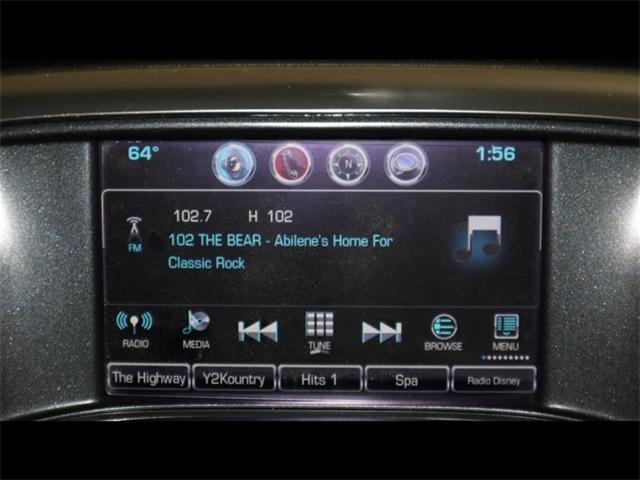 64°
N
1:56
102.7 H 102
FM
102 THE BEAR - Abilene's Home For
Classic Rock
RADIO
MEDIA
TUNE
BROWSE
MENU
The Highway
Y2Kountry
Hits 1
Spa
Radio Disney